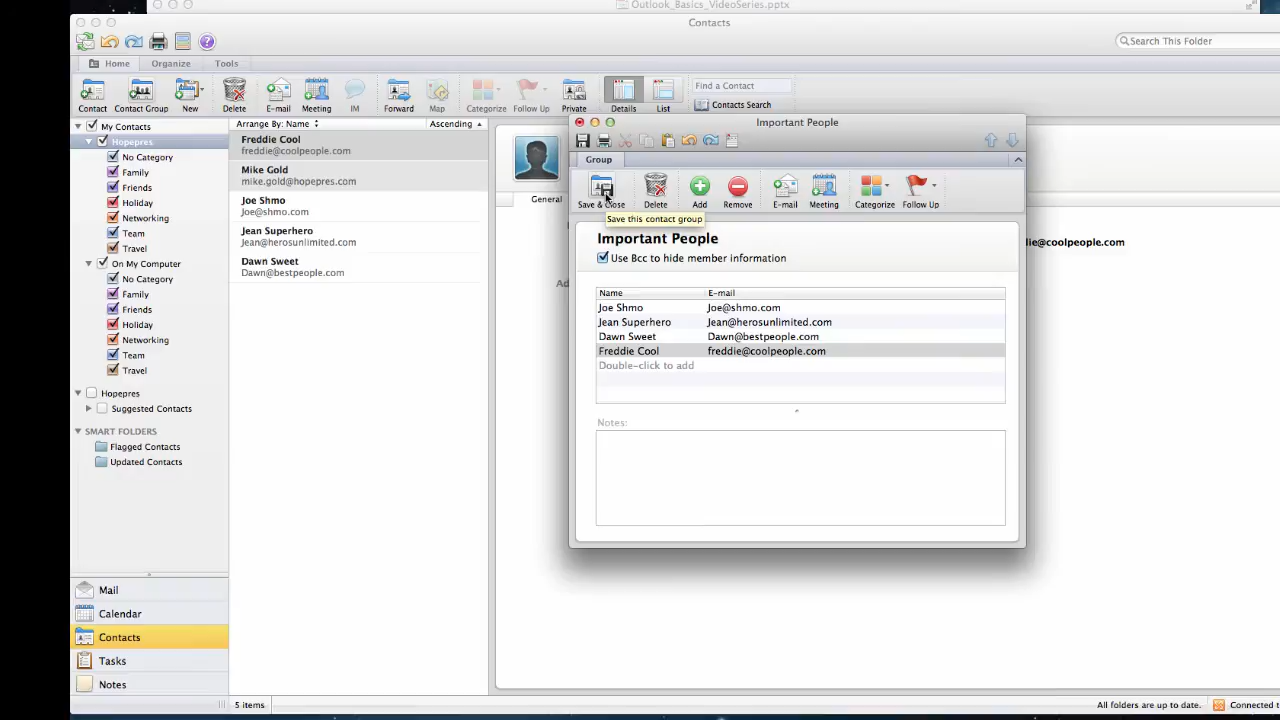 Outlook_Basics_VideoSeries.pptx
Contacts
Search This Folder
Home Organize Tools
Contact Contact Group New Delete E-mail Meeting IM Forward Map Categorize Follow Up Private Details List
Find a Contact
Contacts Search
My Contacts
Hopepres
No Category
Family
Friends
Holiday
Networking
Team
Travel
On My Computer
No Category
Family
Friends
Holiday
Networking
Team
Travel
Hopepres
Suggested Contacts
SMART FOLDERS
Flagged Contacts
Updated Contacts
Mail
Calendar
Contacts
Tasks
Notes
Arrange By: Name Ascending
Freddie Cool
freddie@coolpeople.com
Mike Gold
mike.gold@hopepres.com
Joe Shmo
Joe@shmo.com
Jean Superhero
Jean@herosunlimited.com
Dawn Sweet
Dawn@bestpeople.com
5 items
General
Ad
die@coolpeople.com
Important People
Group
Save & Close Delete Add Remove E-mail Meeting Categorize Follow Up
Save this contact group
Important People
Use Bcc to hide member information
Name E-mail
Joe Shmo Joe@shmo.com
Jean Superhero Jean@herosunlimited.com
Dawn Sweet Dawn@bestpeople.com
Freddie Cool freddie@coolpeople.com
Double-click to add
Notes:
All folders are up to date. Connected t